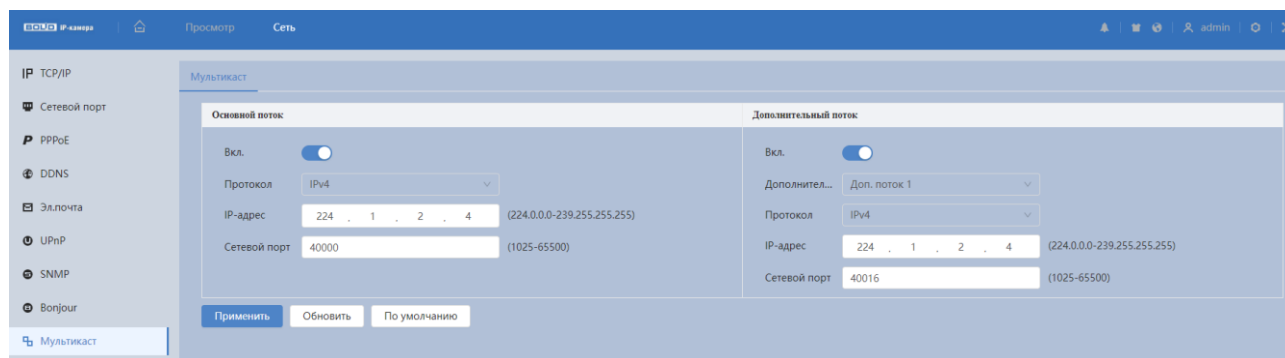 BOLID IP-камера Просмотр Сеть admin
IP TCP/IP
Сетевой порт
P PPPoE
DDNS
Эл.почта
UPnP
SNMP
Bonjour
Мультикаст
Мультикаст
Основной поток
Вкл.
Протокол IPv4
IP-адрес 224 . 1 . 2 . 4 (224.0.0.0-239.255.255.255)
Сетевой порт 40000 (1025-65500)
Дополнительный поток
Вкл.
Дополнител... Доп. поток 1
Протокол IPv4
IP-адрес 224 . 1 . 2 . 4 (224.0.0.0-239.255.255.255)
Сетевой порт 40016 (1025-65500)
Применить Обновить По умолчанию